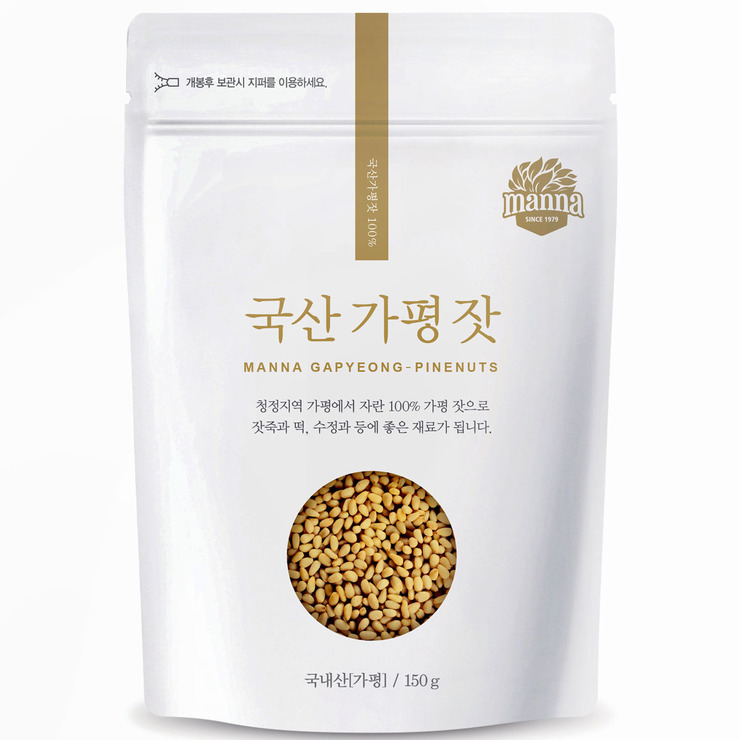 개봉후 보관시 지퍼를 이용하세요.
국산가평잣 100%
manna
SINCE 1979
국산 가평 잣
MANNA GAPYEONG-PINENUTS
청정지역 가평에서 자란 100% 가평 잣으로
잣죽과 떡, 수정과 등에 좋은 재료가 됩니다.
국내산[가평] / 150 g